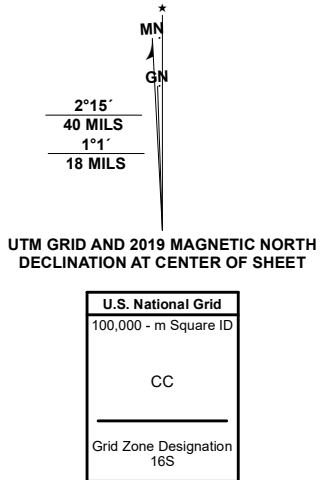 MN
GN
2°15´
40 MILS
1°1´
18 MILS
UTM GRID AND 2019 MAGNETIC NORTH
DECLINATION AT CENTER OF SHEET
U.S. National Grid
100,000 - m Square ID
CC
Grid Zone Designation
16S